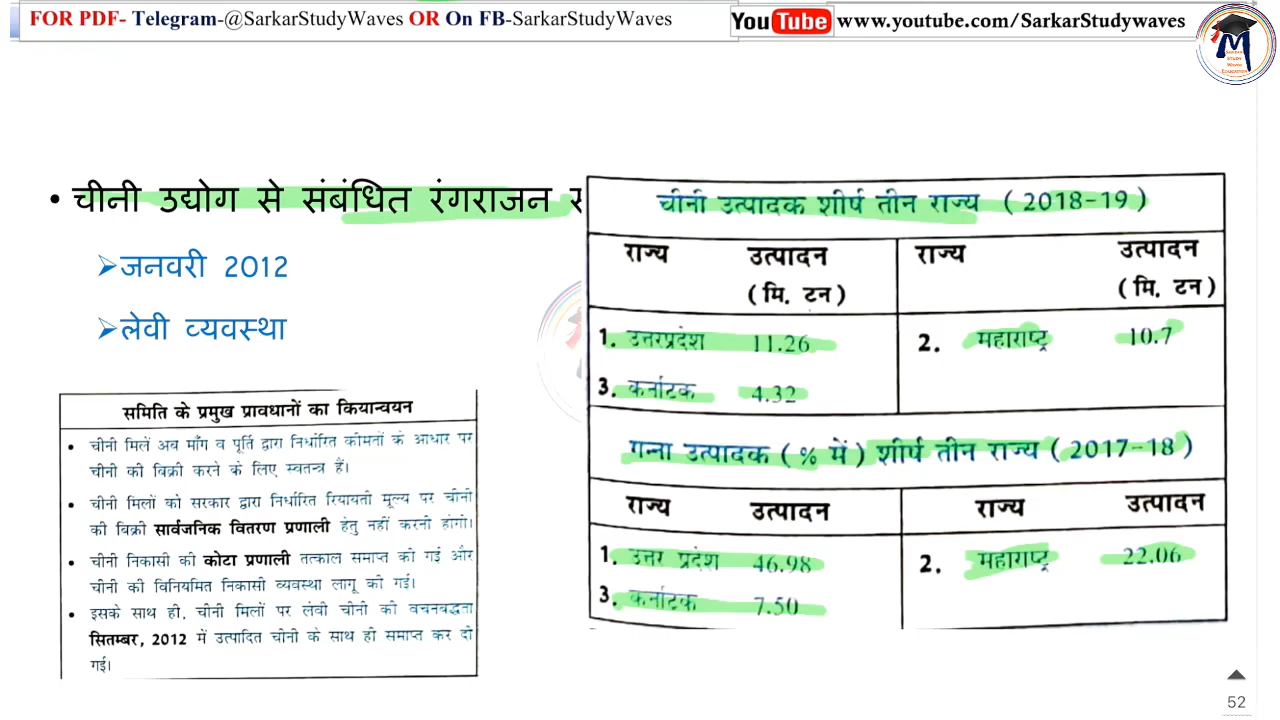 FOR PDF- Telegram-@SarkarStudyWaves OR On FB-SarkarStudyWaves
YouTube www.youtube.com/SarkarStudywaves
SARKAR
STUDY
WAVES
EDUCATION
• चीनी उद्योग से संबंधित रंगराजन
➢जनवरी 2012
➢लेवी व्यवस्था
समिति के प्रमुख प्रावधानों का कियान्वयन
• चीनी मिलें अब माँग व पूर्ति द्वारा निर्धारित कीमतों के आधार पर
चीनी की बिक्री करने के लिए स्वतन्त्र हैं।
• चीनी मिलों को सरकार द्वारा निर्धारित रियायती मूल्य पर चीनी
की बिक्री सार्वजनिक वितरण प्रणाली हेतु नहीं करनी होगी।
• चीनी निकासी की कोटा प्रणाली तत्काल समाप्त की गई और
चीनी की विनियमित निकासी व्यवस्था लागू की गई।
• इसके साथ ही, चीनी मिलों पर लेवी चीनी की वचनबद्धता
सितम्बर, 2012 में उत्पादित चीनी के साथ ही समाप्त कर दी
गई।
चीनी उत्पादक शीर्ष तीन राज्य (2018-19)
राज्य उत्पादन राज्य उत्पादन
(मि. टन) (मि. टन)
1. उत्तरप्रदेश 11.26 2. महाराष्ट्र 10.7
3. कर्नाटक 4.32
गन्ना उत्पादक (% में) शीर्ष तीन राज्य (2017-18)
राज्य उत्पादन राज्य उत्पादन
1. उत्तर प्रदेश 46.98 2. महाराष्ट्र 22.06
3. कर्नाटक 7.50
52